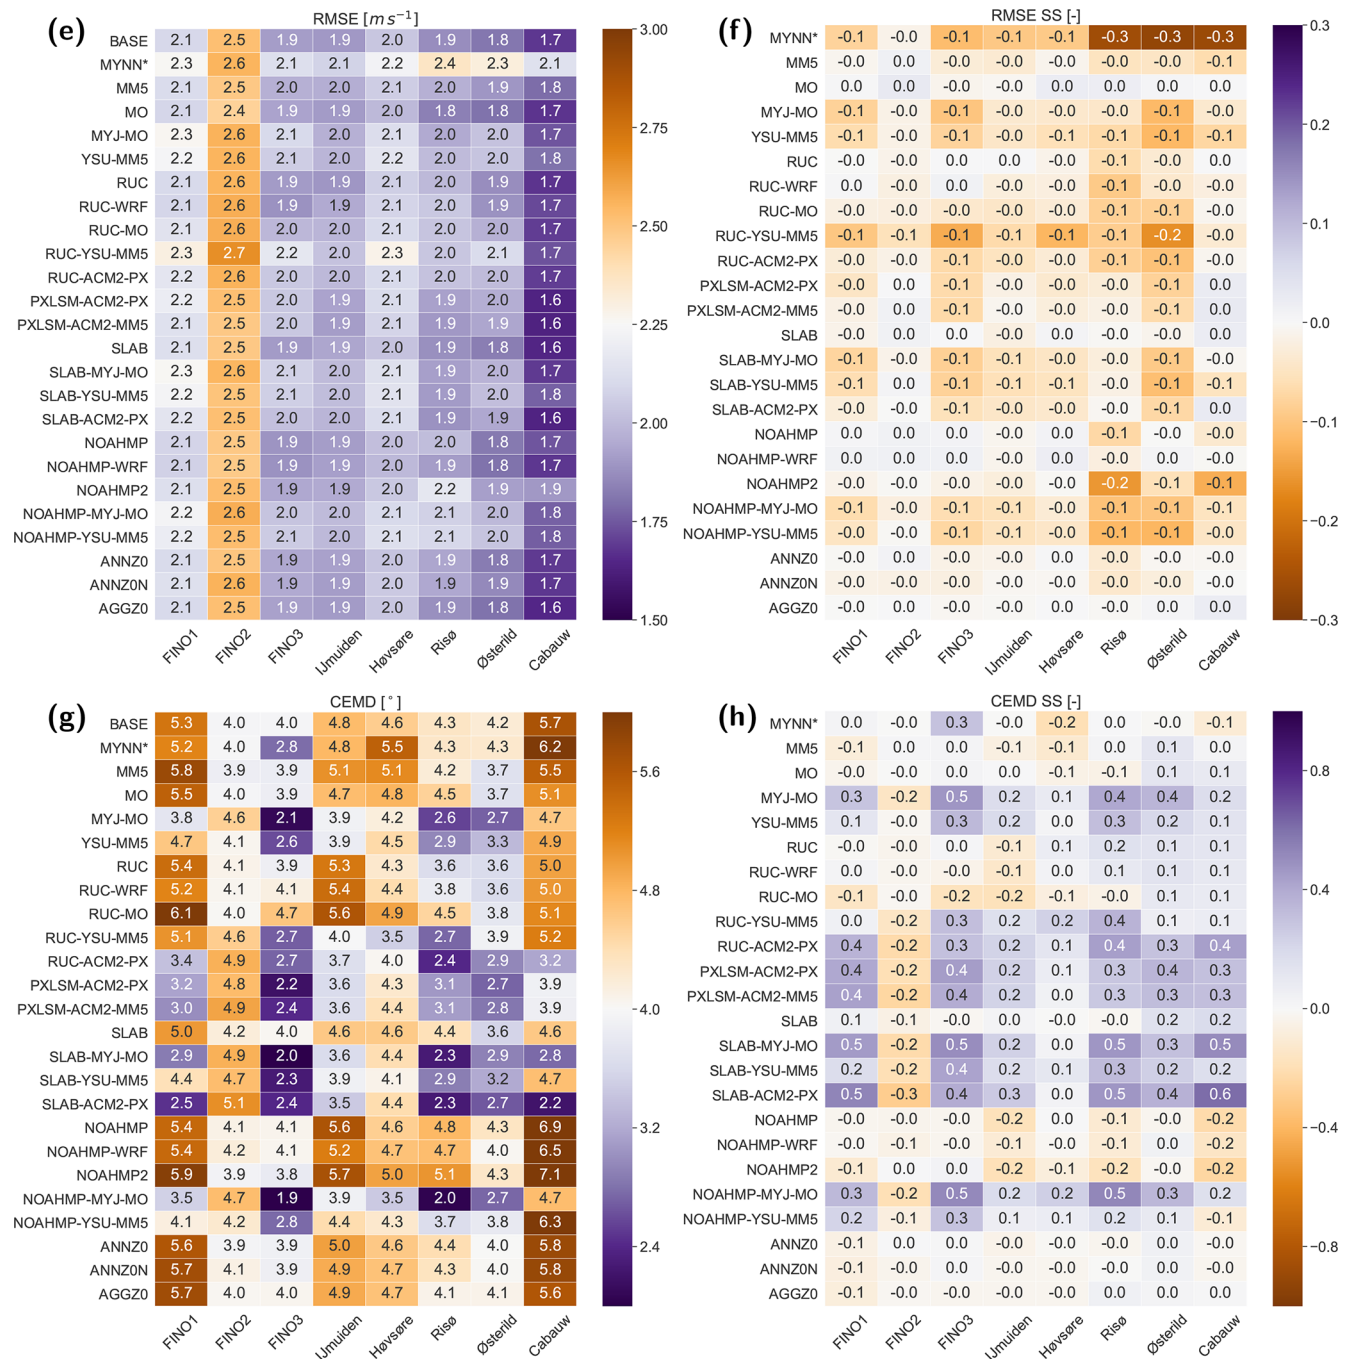 (e)
RMSE [m s⁻¹]
BASE 2.1 2.5 1.9 1.9 2.0 1.9 1.8 1.7
MYNN* 2.3 2.6 2.1 2.1 2.2 2.4 2.3 2.1
MM5 2.1 2.5 2.0 2.0 2.1 2.0 1.9 1.8
MO 2.1 2.4 1.9 1.9 2.0 1.8 1.8 1.7
MYJ-MO 2.3 2.6 2.1 2.0 2.1 2.0 2.0 1.7
YSU-MM5 2.2 2.6 2.1 2.0 2.2 2.0 2.0 1.8
RUC 2.1 2.6 1.9 1.9 2.1 2.0 1.9 1.7
RUC-WRF 2.1 2.6 1.9 1.9 2.1 2.0 1.9 1.7
RUC-MO 2.1 2.6 2.0 2.0 2.1 2.0 2.0 1.7
RUC-YSU-MM5 2.3 2.7 2.2 2.0 2.3 2.0 2.1 1.7
RUC-ACM2-PX 2.2 2.6 2.0 2.0 2.1 2.0 2.0 1.7
PXLSM-ACM2-PX 2.2 2.5 2.0 1.9 2.1 1.9 2.0 1.6
PXLSM-ACM2-MM5 2.1 2.5 2.0 1.9 2.1 1.9 1.9 1.6
SLAB 2.1 2.5 1.9 1.9 2.0 1.9 1.8 1.6
SLAB-MYJ-MO 2.3 2.6 2.1 2.0 2.1 1.9 2.0 1.7
SLAB-YSU-MM5 2.2 2.5 2.1 2.0 2.1 1.9 2.0 1.8
SLAB-ACM2-PX 2.2 2.5 2.0 2.0 2.1 1.9 1.9 1.6
NOAHMP 2.1 2.5 1.9 1.9 2.0 2.0 1.8 1.7
NOAHMP-WRF 2.1 2.5 1.9 1.9 2.0 1.9 1.8 1.7
NOAHMP2 2.1 2.5 1.9 1.9 2.0 2.2 1.9 1.9
NOAHMP-MYJ-MO 2.2 2.6 2.0 2.0 2.1 2.1 2.0 1.8
NOAHMP-YSU-MM5 2.2 2.5 2.1 2.0 2.1 2.0 2.0 1.8
ANNZ0 2.1 2.5 1.9 1.9 2.0 1.9 1.8 1.7
ANNZ0N 2.1 2.6 1.9 1.9 2.0 1.9 1.9 1.7
AGGZ0 2.1 2.5 1.9 1.9 2.0 1.9 1.8 1.6
FINO1 FINO2 FINO3 IJmuiden Høvsøre Risø Østerild Cabauw
3.00
2.75
2.50
2.25
2.00
1.75
1.50
(f)
RMSE SS [-]
MYNN* -0.1 -0.0 -0.1 -0.1 -0.1 -0.3 -0.3 -0.3
MM5 -0.0 0.0 -0.0 -0.0 -0.0 -0.0 -0.0 -0.1
MO -0.0 0.0 -0.0 -0.0 0.0 0.0 0.0 0.0
MYJ-MO -0.1 -0.0 -0.1 -0.0 -0.0 -0.0 -0.1 -0.0
YSU-MM5 -0.1 -0.0 -0.1 -0.0 -0.1 -0.1 -0.1 -0.1
RUC -0.0 -0.0 0.0 0.0 -0.0 -0.1 -0.0 0.0
RUC-WRF 0.0 -0.0 0.0 -0.0 -0.0 -0.1 -0.0 -0.0
RUC-MO -0.0 -0.0 -0.0 -0.0 -0.0 -0.1 -0.1 -0.0
RUC-YSU-MM5 -0.1 -0.1 -0.1 -0.1 -0.1 -0.1 -0.2 -0.0
RUC-ACM2-PX -0.0 -0.0 -0.1 -0.0 -0.0 -0.1 -0.1 -0.0
PXLSM-ACM2-PX -0.0 0.0 -0.1 -0.0 -0.0 -0.0 -0.1 0.0
PXLSM-ACM2-MM5 -0.0 0.0 -0.1 -0.0 -0.0 -0.0 -0.1 0.0
SLAB -0.0 0.0 0.0 -0.0 0.0 -0.0 -0.0 0.0
SLAB-MYJ-MO -0.1 -0.0 -0.1 -0.1 -0.0 -0.0 -0.1 -0.0
SLAB-YSU-MM5 -0.1 0.0 -0.1 -0.1 -0.1 -0.0 -0.1 -0.1
SLAB-ACM2-PX -0.0 -0.0 -0.1 -0.0 -0.0 -0.0 -0.1 0.0
NOAHMP 0.0 0.0 0.0 -0.0 0.0 -0.1 -0.0 -0.0
NOAHMP-WRF 0.0 0.0 0.0 -0.0 0.0 -0.0 0.0 -0.0
NOAHMP2 -0.0 0.0 -0.0 -0.0 -0.0 -0.2 -0.1 -0.1
NOAHMP-MYJ-MO -0.1 -0.0 -0.1 -0.1 -0.0 -0.1 -0.1 -0.1
NOAHMP-YSU-MM5 -0.0 -0.0 -0.1 -0.1 -0.0 -0.1 -0.1 -0.0
ANNZ0 -0.0 0.0 -0.0 -0.0 0.0 -0.0 -0.0 -0.0
ANNZ0N -0.0 -0.0 -0.0 -0.0 -0.0 -0.0 -0.0 -0.0
AGGZ0 -0.0 0.0 -0.0 -0.0 -0.0 -0.0 -0.0 0.0
FINO1 FINO2 FINO3 IJmuiden Høvsøre Risø Østerild Cabauw
0.3
0.2
0.1
0.0
−0.1
−0.2
−0.3
(g)
CEMD [°]
BASE 5.3 4.0 4.0 4.8 4.6 4.3 4.2 5.7
MYNN* 5.2 4.0 2.8 4.8 5.5 4.3 4.3 6.2
MM5 5.8 3.9 3.9 5.1 5.1 4.2 3.7 5.5
MO 5.5 4.0 3.9 4.7 4.8 4.5 3.7 5.1
MYJ-MO 3.8 4.6 2.1 3.9 4.2 2.6 2.7 4.7
YSU-MM5 4.7 4.1 2.6 3.9 4.5 2.9 3.3 4.9
RUC 5.4 4.1 3.9 5.3 4.3 3.6 3.6 5.0
RUC-WRF 5.2 4.1 4.1 5.4 4.4 3.8 3.6 5.0
RUC-MO 6.1 4.0 4.7 5.6 4.9 4.5 3.8 5.1
RUC-YSU-MM5 5.1 4.6 2.7 4.0 3.5 2.7 3.9 5.2
RUC-ACM2-PX 3.4 4.9 2.7 3.7 4.0 2.4 2.9 3.2
PXLSM-ACM2-PX 3.2 4.8 2.2 3.6 4.3 3.1 2.7 3.9
PXLSM-ACM2-MM5 3.0 4.9 2.4 3.6 4.4 3.1 2.8 3.9
SLAB 5.0 4.2 4.0 4.6 4.6 4.4 3.6 4.6
SLAB-MYJ-MO 2.9 4.9 2.0 3.6 4.4 2.3 2.9 2.8
SLAB-YSU-MM5 4.4 4.7 2.3 3.9 4.1 2.9 3.2 4.7
SLAB-ACM2-PX 2.5 5.1 2.4 3.5 4.4 2.3 2.7 2.2
NOAHMP 5.4 4.1 4.1 5.6 4.6 4.8 4.3 6.9
NOAHMP-WRF 5.4 4.2 4.1 5.2 4.7 4.7 4.0 6.5
NOAHMP2 5.9 3.9 3.8 5.7 5.0 5.1 4.3 7.1
NOAHMP-MYJ-MO 3.5 4.7 1.9 3.9 3.5 2.0 2.7 4.7
NOAHMP-YSU-MM5 4.1 4.2 2.8 4.4 4.3 3.7 3.8 6.3
ANNZ0 5.6 3.9 3.9 5.0 4.6 4.4 4.0 5.8
ANNZ0N 5.7 4.1 3.9 4.9 4.7 4.3 4.0 5.8
AGGZ0 5.7 4.0 4.0 4.9 4.7 4.1 4.1 5.6
FINO1 FINO2 FINO3 IJmuiden Høvsøre Risø Østerild Cabauw
5.6
4.8
4.0
3.2
2.4
(h)
CEMD SS [-]
MYNN* 0.0 -0.0 0.3 -0.0 -0.2 0.0 -0.0 -0.1
MM5 -0.1 0.0 0.0 -0.1 -0.1 0.0 0.1 0.0
MO -0.0 -0.0 0.0 0.0 -0.1 -0.1 0.1 0.1
MYJ-MO 0.3 -0.2 0.5 0.2 0.1 0.4 0.4 0.2
YSU-MM5 0.1 -0.0 0.3 0.2 0.0 0.3 0.2 0.1
RUC -0.0 -0.0 0.0 -0.1 0.1 0.2 0.1 0.1
RUC-WRF 0.0 -0.0 -0.0 -0.1 0.0 0.1 0.1 0.1
RUC-MO -0.1 -0.0 -0.2 -0.2 -0.1 -0.0 0.1 0.1
RUC-YSU-MM5 0.0 -0.2 0.3 0.2 0.2 0.4 0.1 0.1
RUC-ACM2-PX 0.4 -0.2 0.3 0.2 0.1 0.4 0.3 0.4
PXLSM-ACM2-PX 0.4 -0.2 0.4 0.2 0.1 0.3 0.4 0.3
PXLSM-ACM2-MM5 0.4 -0.2 0.4 0.2 0.0 0.3 0.3 0.3
SLAB 0.1 -0.1 -0.0 0.0 -0.0 -0.0 0.2 0.2
SLAB-MYJ-MO 0.5 -0.2 0.5 0.2 0.0 0.5 0.3 0.5
SLAB-YSU-MM5 0.2 -0.2 0.4 0.2 0.1 0.3 0.2 0.2
SLAB-ACM2-PX 0.5 -0.3 0.4 0.3 0.0 0.5 0.4 0.6
NOAHMP -0.0 -0.0 -0.0 -0.2 0.0 -0.1 -0.0 -0.2
NOAHMP-WRF -0.0 -0.1 -0.0 -0.1 -0.0 -0.1 0.0 -0.2
NOAHMP2 -0.1 0.0 0.0 -0.2 -0.1 -0.2 -0.0 -0.2
NOAHMP-MYJ-MO 0.3 -0.2 0.5 0.2 0.2 0.5 0.3 0.2
NOAHMP-YSU-MM5 0.2 -0.1 0.3 0.1 0.1 0.2 0.1 -0.1
ANNZ0 -0.1 0.0 0.0 -0.0 -0.0 -0.0 0.0 -0.0
ANNZ0N -0.1 -0.0 0.0 -0.0 -0.0 -0.0 0.0 -0.0
AGGZ0 -0.1 -0.0 -0.0 -0.0 -0.0 0.0 0.0 0.0
FINO1 FINO2 FINO3 IJmuiden Høvsøre Risø Østerild Cabauw
0.8
0.4
0.0
−0.4
−0.8